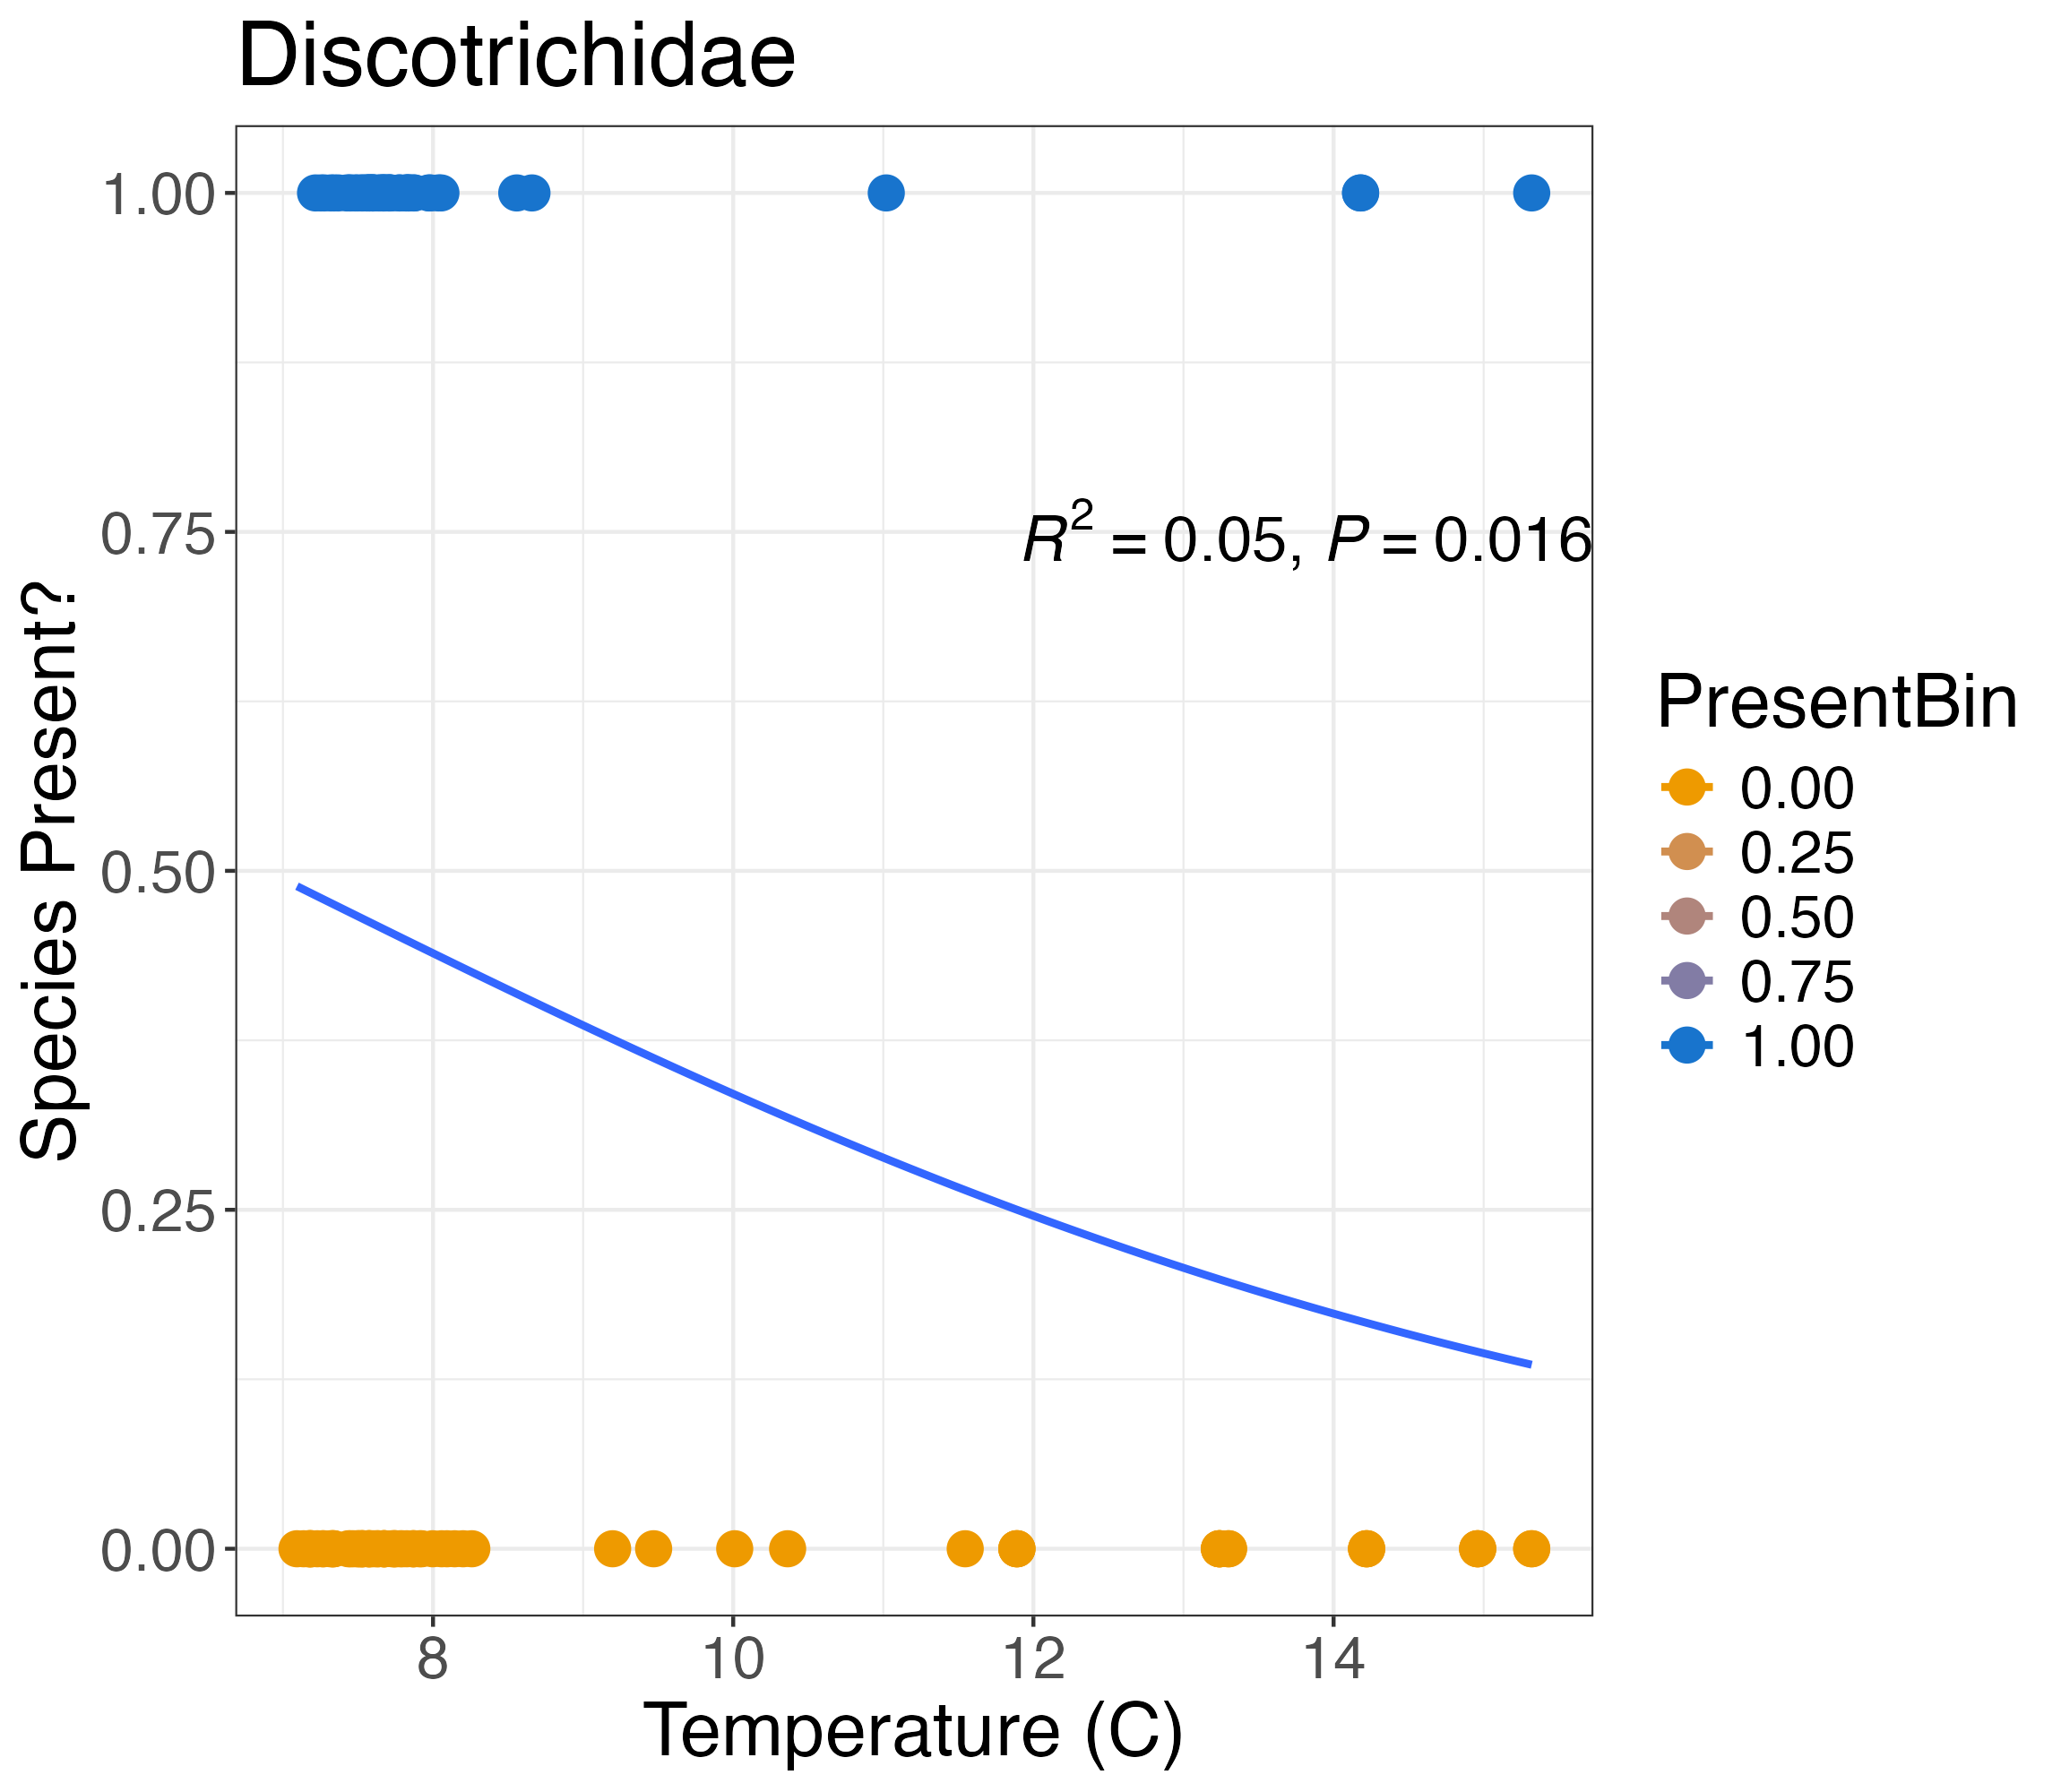 Discotrichidae
1.00
0.75
0.50
0.25
0.00
Species Present?
R² = 0.05, P = 0.016
8 10 12 14
Temperature (C)
PresentBin
0.00
0.25
0.50
0.75
1.00